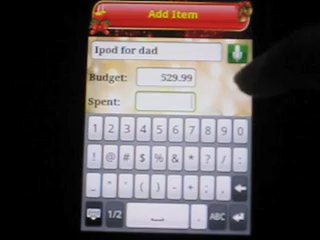 Add Item
Ipod for dad
Budget: 529.99
Spent:
1 2 3 4 5 6 7 8 9 0
! @ # $ % & * ? / :
_ " ' ( ) - + ; ,
1/2 . ABC